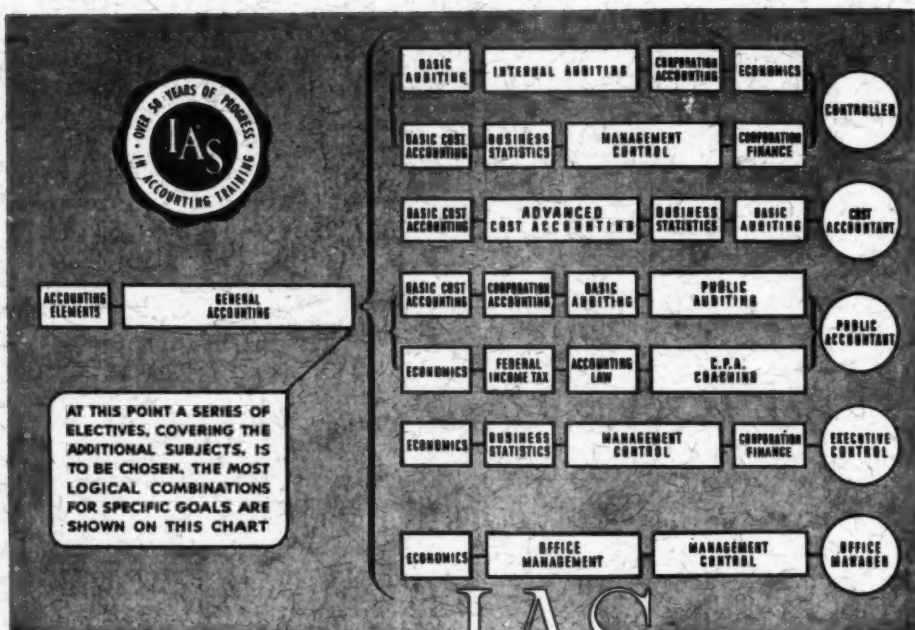 OVER 50 YEARS OF PROGRESS
IN ACCOUNTING TRAINING
IAS
ACCOUNTING
ELEMENTS
GENERAL
ACCOUNTING
AT THIS POINT A SERIES OF
ELECTIVES, COVERING THE
ADDITIONAL SUBJECTS, IS
TO BE CHOSEN. THE MOST
LOGICAL COMBINATIONS
FOR SPECIFIC GOALS ARE
SHOWN ON THIS CHART
BASIC
AUDITING
INTERNAL AUDITING
CORPORATION
ACCOUNTING
ECONOMICS
BASIC COST
ACCOUNTING
BUSINESS
STATISTICS
MANAGEMENT
CONTROL
CORPORATION
FINANCE
CONTROLLER
BASIC COST
ACCOUNTING
ADVANCED
COST ACCOUNTING
BUSINESS
STATISTICS
BASIC
AUDITING
COST
ACCOUNTANT
BASIC COST
ACCOUNTING
CORPORATION
ACCOUNTING
BASIC
AUDITING
PUBLIC
AUDITING
ECONOMICS
FEDERAL
INCOME TAX
ACCOUNTING
LAW
C.P.A.
COACHING
PUBLIC
ACCOUNTANT
ECONOMICS
BUSINESS
STATISTICS
MANAGEMENT
CONTROL
CORPORATION
FINANCE
EXECUTIVE
CONTROL
ECONOMICS
OFFICE
MANAGEMENT
MANAGEMENT
CONTROL
OFFICE
MANAGER
IAS